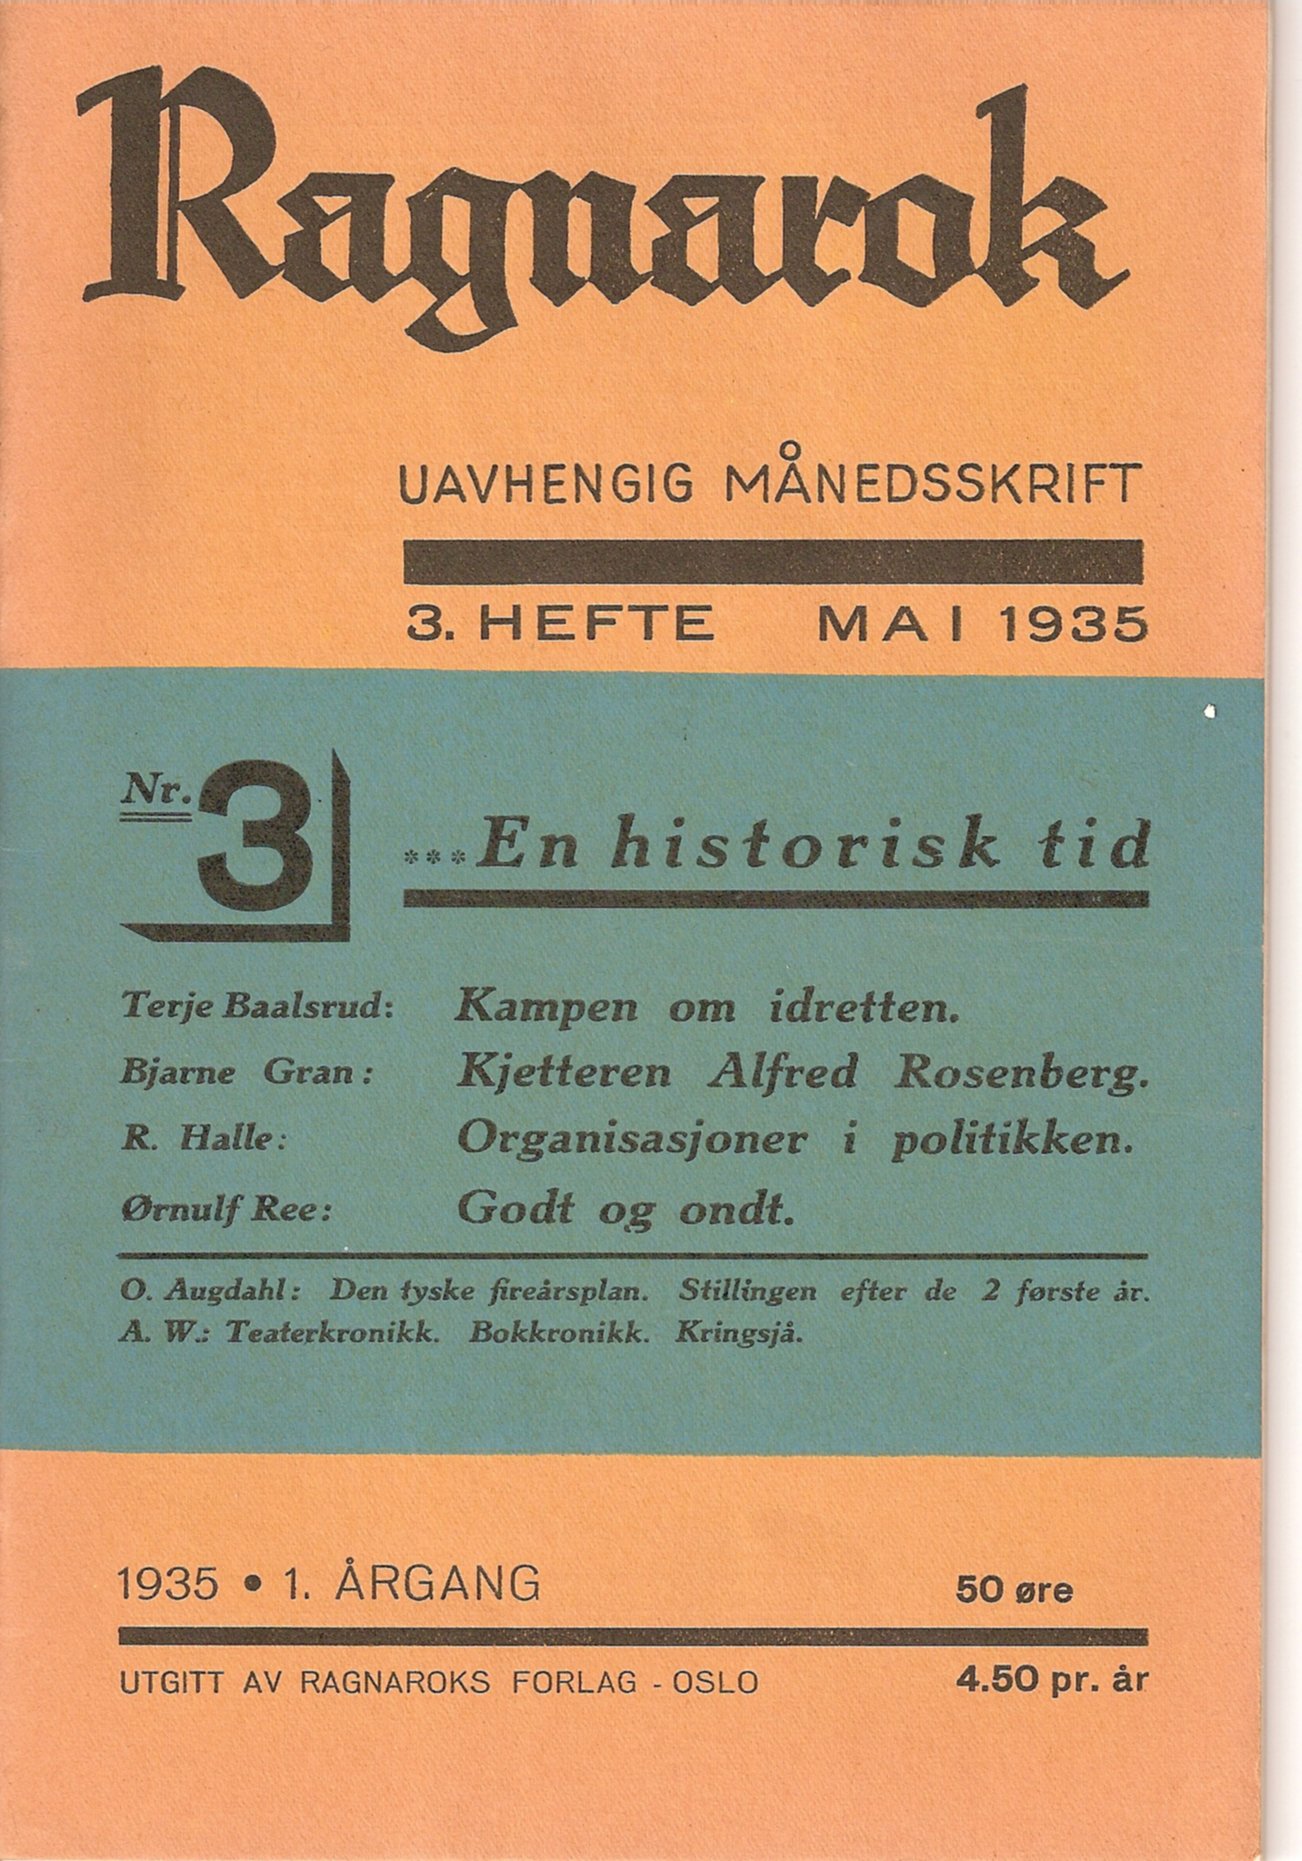 Ragnarok
UAVHENGIG MÅNEDSSKRIFT
3. HEFTE MAI 1935
Nr. 3
***En historisk tid
Terje Baalsrud: Kampen om idretten.
Bjarne Gran: Kjetteren Alfred Rosenberg.
R. Halle: Organisasjoner i politikken.
Ørnulf Ree: Godt og ondt.
O. Augdahl: Den tyske fireårsplan. Stillingen efter de 2 første år.
A. W.: Teaterkronikk. Bokkronikk. Kringsjå.
1935 • 1. ÅRGANG 50 øre
UTGITT AV RAGNAROKS FORLAG - OSLO 4.50 pr. år